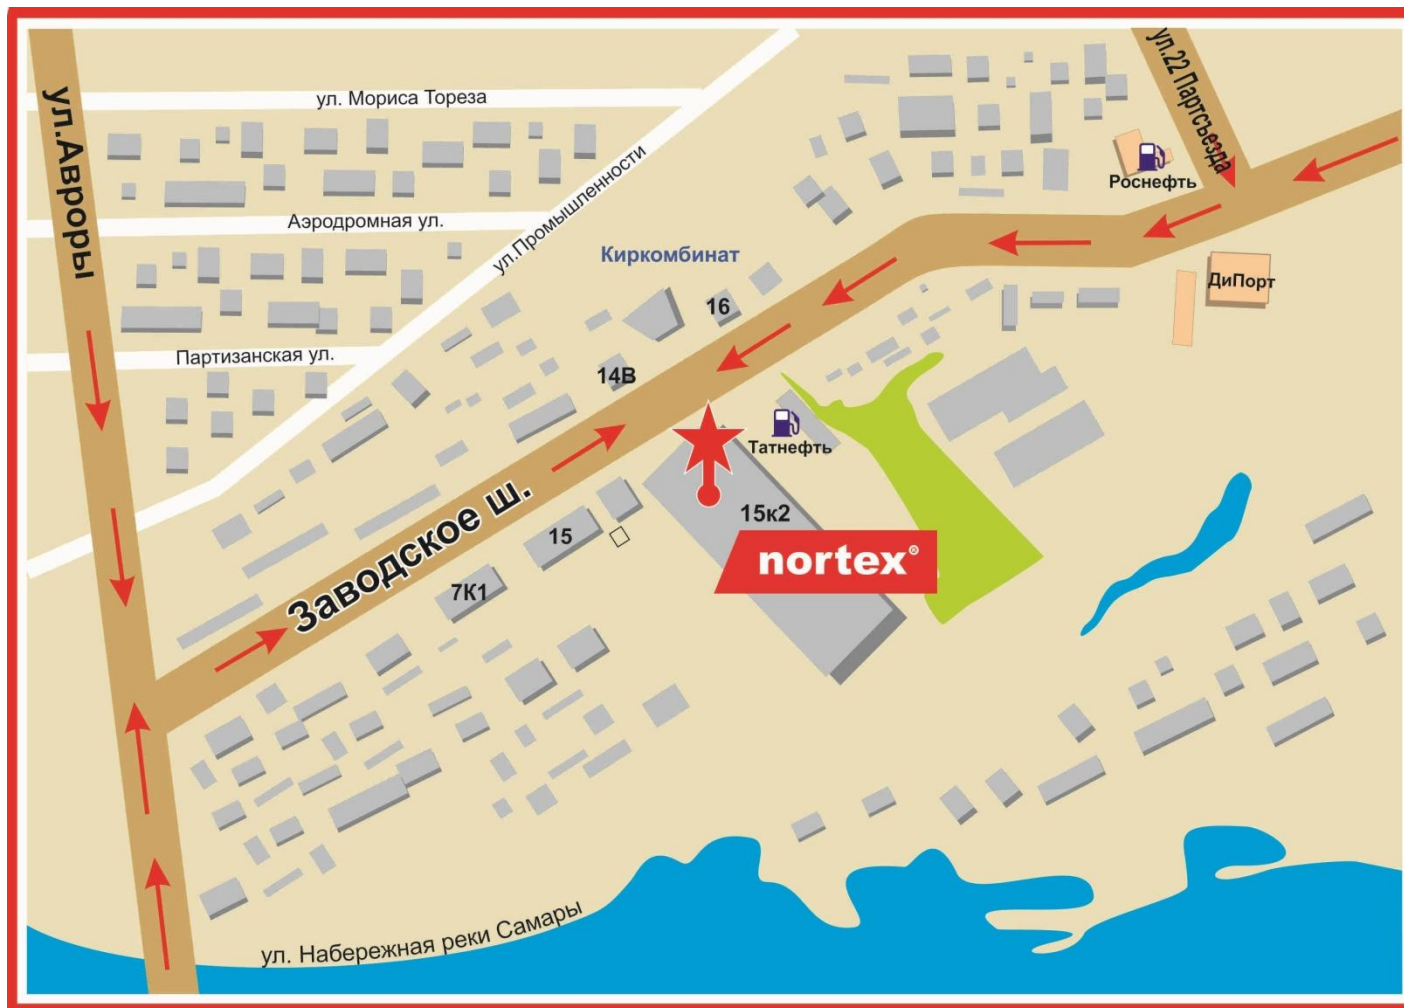 ул.22 Партсъезда
ул.Авроры
ул. Мориса Тореза
Роснефть
Аэродромная ул.
ул.Промышленности
Киркомбинат
ДиПорт
16
Партизанская ул.
14В
Татнефть
Заводское ш.
15к2
15
nortex®
7К1
ул. Набережная реки Самары